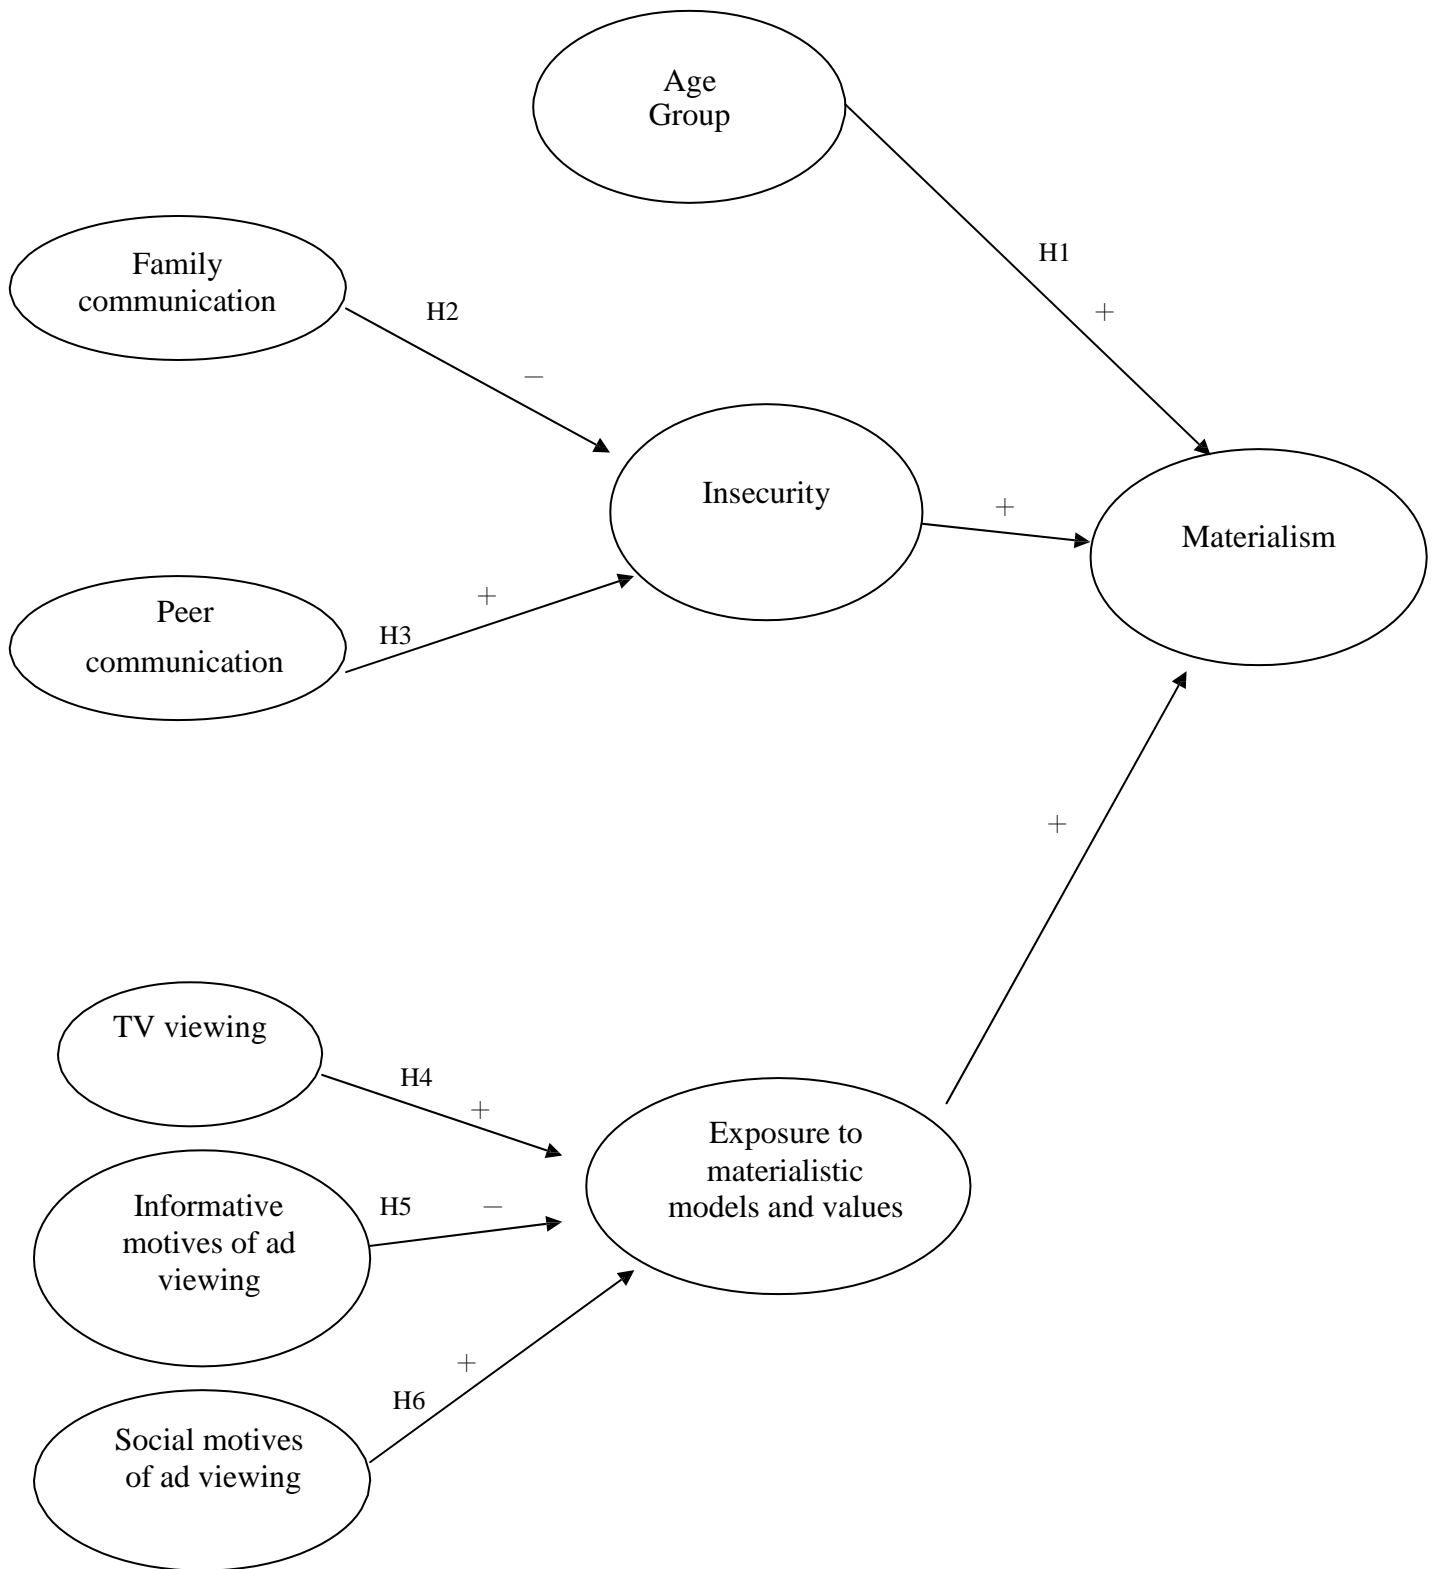 Age
Group
H1
+
Family
communication
H2
−
Insecurity
+
Materialism
Peer
communication
H3
+
+
TV viewing
H4
+
Informative
motives of ad
viewing
H5
−
Exposure to
materialistic
models and values
+
H6
Social motives
of ad viewing